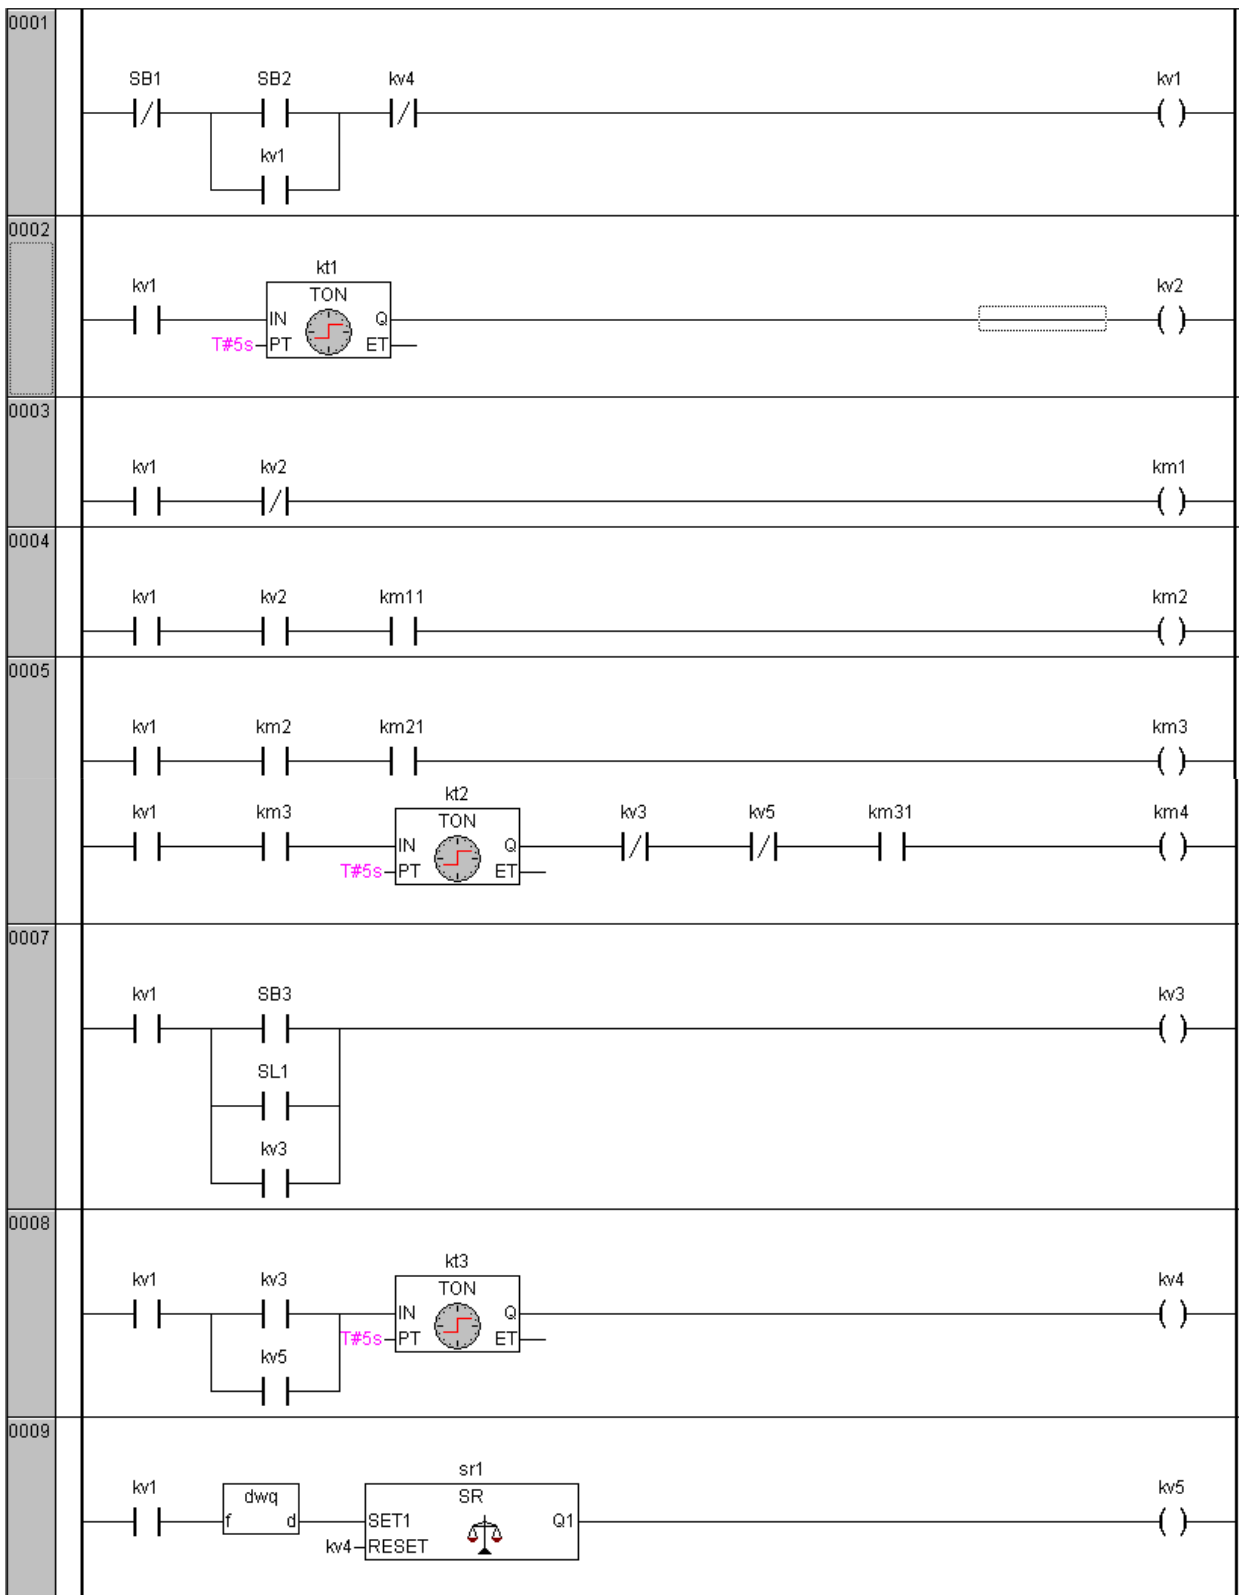 0001
SB1 SB2 kv4 kv1
kv1
0002
kt1
kv1 TON kv2
IN Q
T#5s PT ET
0003
kv1 kv2 km1
0004
kv1 kv2 km11 km2
0005
kv1 km2 km21 km3
kt2
kv1 km3 TON kv3 kv5 km31 km4
IN Q
T#5s PT ET
0007
kv1 SB3 kv3
SL1
kv3
0008
kt3
kv1 kv3 TON kv4
IN Q
T#5s PT ET
kv5
0009
sr1
kv1 dwq SR kv5
f d SET1 Q1
kv4 RESET